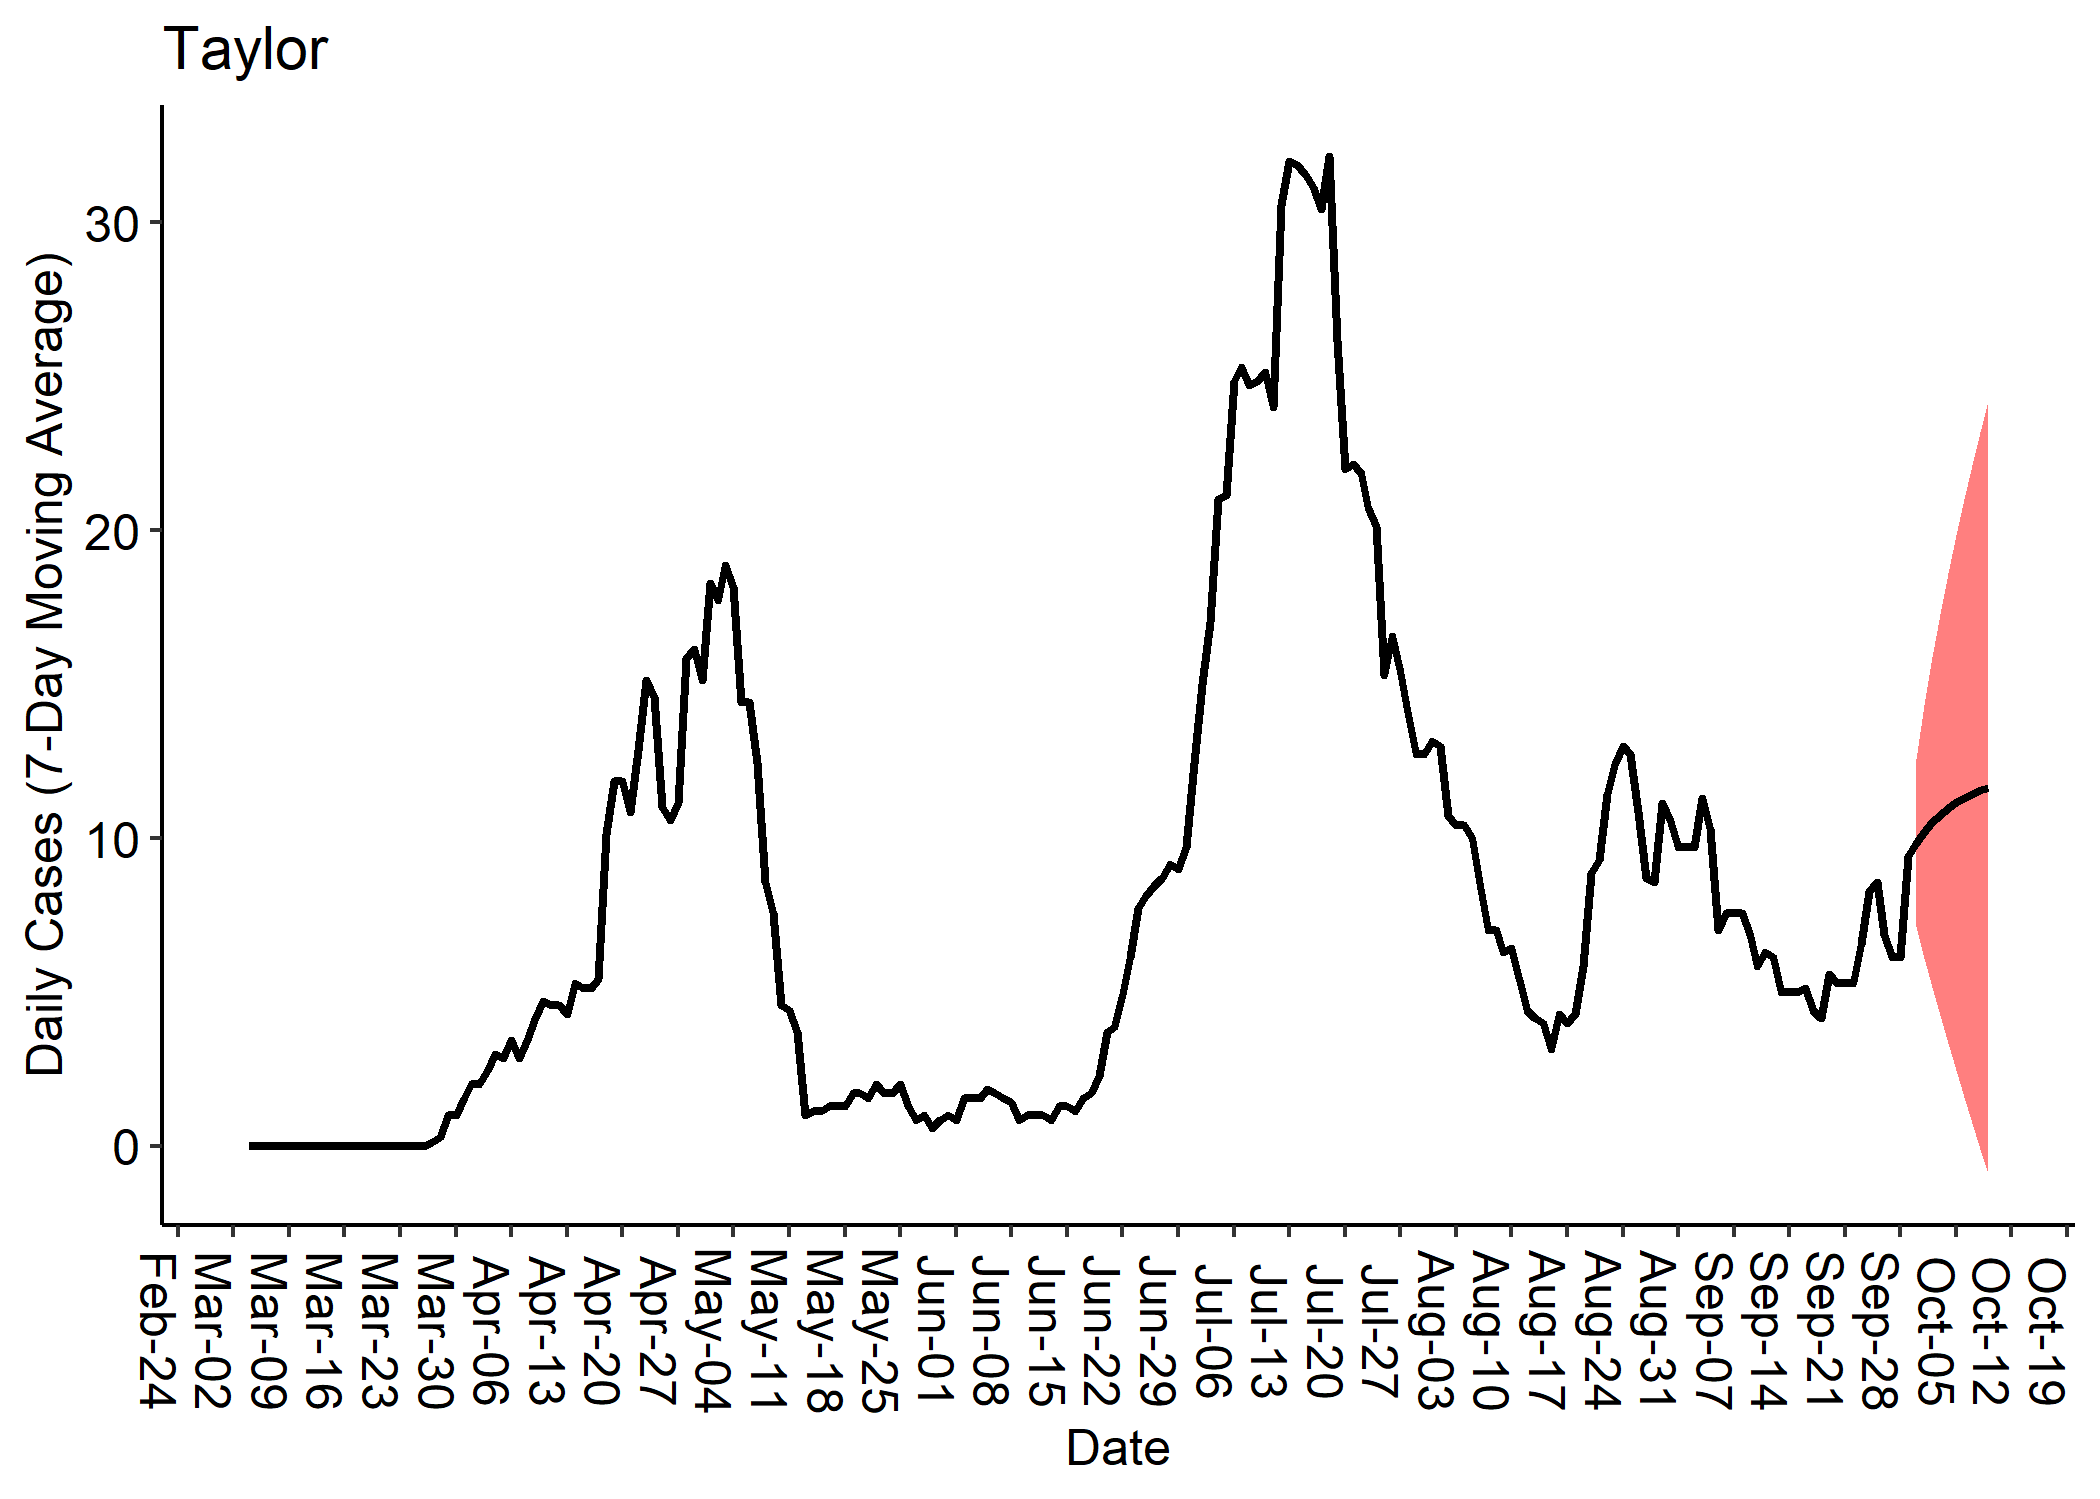 Taylor
Daily Cases (7-Day Moving Average)
30
20
10
0
Feb-24
Mar-02
Mar-09
Mar-16
Mar-23
Mar-30
Apr-06
Apr-13
Apr-20
Apr-27
May-04
May-11
May-18
May-25
Jun-01
Jun-08
Jun-15
Jun-22
Jun-29
Jul-06
Jul-13
Jul-20
Jul-27
Aug-03
Aug-10
Aug-17
Aug-24
Aug-31
Sep-07
Sep-14
Sep-21
Sep-28
Oct-05
Oct-12
Oct-19
Date